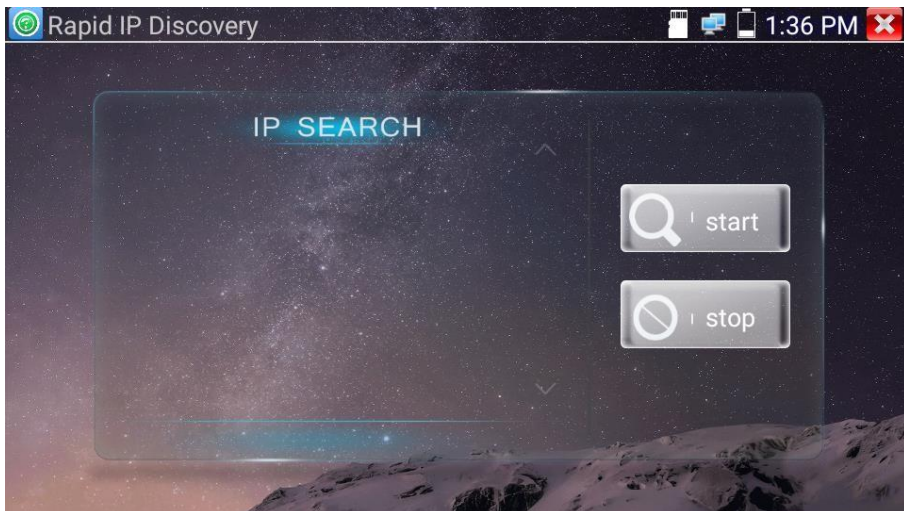 Rapid IP Discovery
1:36 PM
IP SEARCH
start
stop